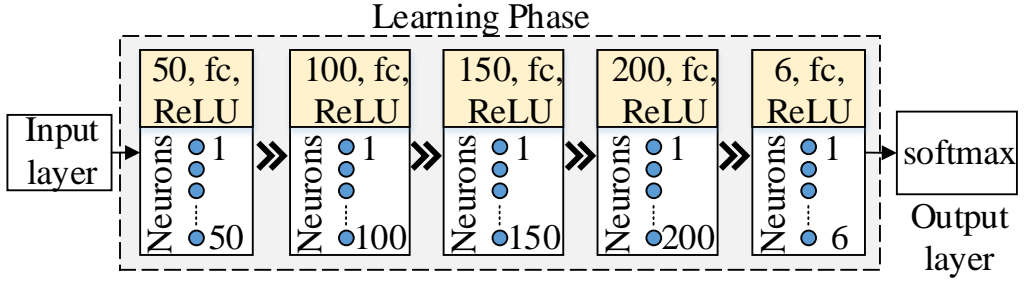 Learning Phase
Input
layer
50, fc,
ReLU
Neurons
1
50
100, fc,
ReLU
Neurons
1
100
150, fc,
ReLU
Neurons
1
150
200, fc,
ReLU
Neurons
1
200
6, fc,
ReLU
Neurons
1
6
softmax
Output
layer